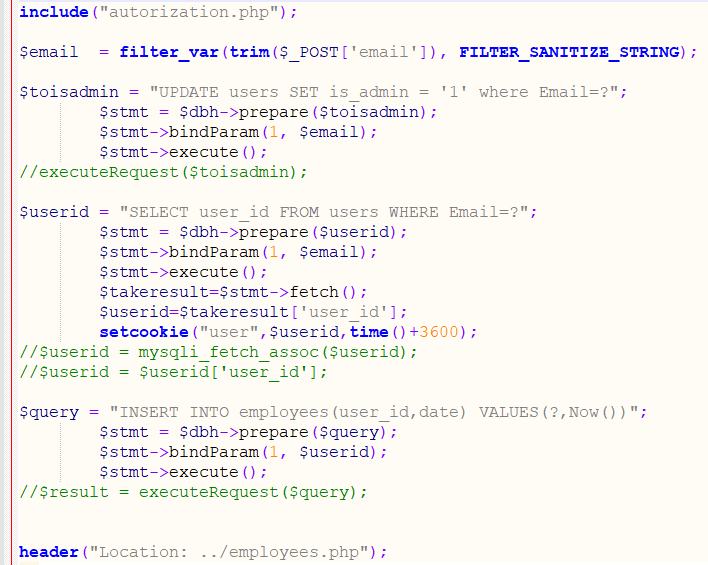 include("autorization.php");
$email  = filter_var(trim($_POST['email']), FILTER_SANITIZE_STRING);
$toisadmin = "UPDATE users SET is_admin = '1' where Email=?";
$stmt = $dbh->prepare($toisadmin);
$stmt->bindParam(1, $email);
$stmt->execute();
//executeRequest($toisadmin);
$userid = "SELECT user_id FROM users WHERE Email=?";
$stmt = $dbh->prepare($userid);
$stmt->bindParam(1, $email);
$stmt->execute();
$takeresult=$stmt->fetch();
$userid=$takeresult['user_id'];
setcookie("user",$userid,time()+3600);
//$userid = mysqli_fetch_assoc($userid);
//$userid = $userid['user_id'];
$query = "INSERT INTO employees(user_id,date) VALUES(?,Now())";
$stmt = $dbh->prepare($query);
$stmt->bindParam(1, $userid);
$stmt->execute();
//$result = executeRequest($query);
header("Location: ../employees.php");